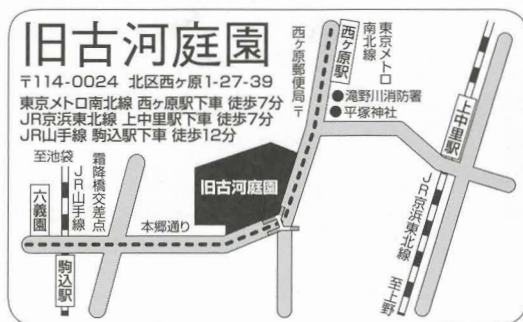 旧古河庭園
〒114-0024 北区西ヶ原1-27-39
東京メトロ南北線 西ヶ原駅下車 徒歩7分
JR京浜東北線 上中里駅下車 徒歩7分
JR山手線 駒込駅下車 徒歩12分
西ヶ原郵便局〒
西ヶ原駅
東京メトロ
南北線
●滝野川消防署
●平塚神社
上中里駅
JR京浜東北線
至上野
旧古河庭園
至池袋
JR山手線
霜降橋交差点
六義園
本郷通り
駒込駅